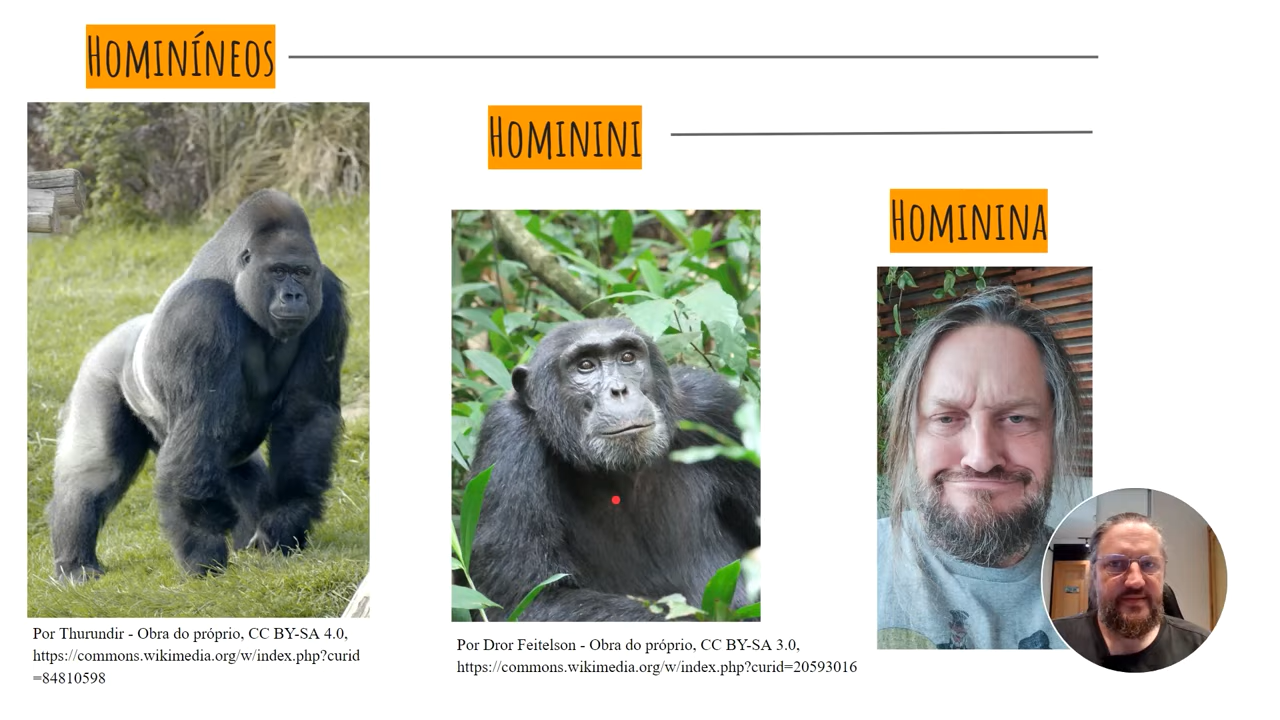 HOMINÍNEOS
HOMININI
HOMININA
Por Thurundir - Obra do próprio, CC BY-SA 4.0,
https://commons.wikimedia.org/w/index.php?curid
=84810598
Por Dror Feitelson - Obra do próprio, CC BY-SA 3.0,
https://commons.wikimedia.org/w/index.php?curid=20593016